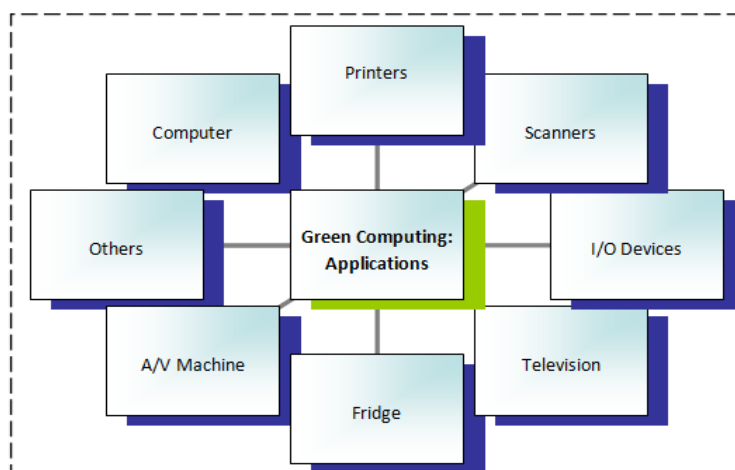 Printers
Computer
Scanners
Others
Green Computing:
Applications
I/O Devices
A/V Machine
Television
Fridge